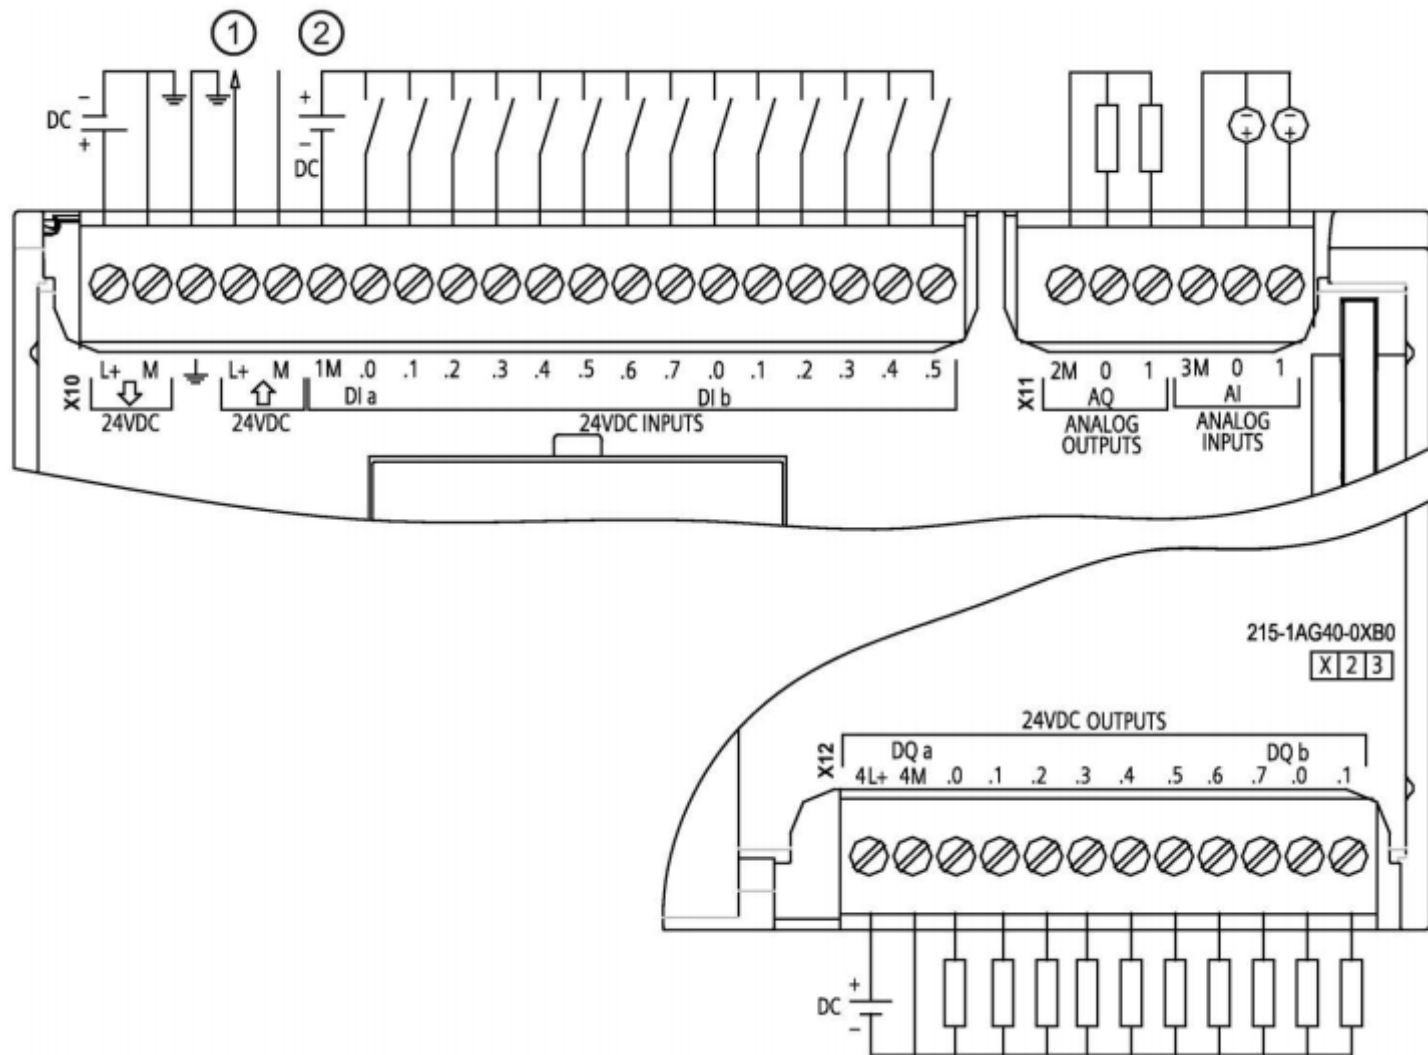 1 2
- + DC
+ - DC
- + - +
L+ M L+ M 1M .0 .1 .2 .3 .4 .5 .6 .7 .0 .1 .2 .3 .4 .5
X10 DI a DI b
24VDC 24VDC 24VDC INPUTS
2M 0 1 3M 0 1
X11 AQ AI
ANALOG OUTPUTS
ANALOG INPUTS
215-1AG40-0XB0
X 2 3
24VDC OUTPUTS
X12 DQ a DQ b
4L+ 4M .0 .1 .2 .3 .4 .5 .6 .7 .0 .1
DC + -